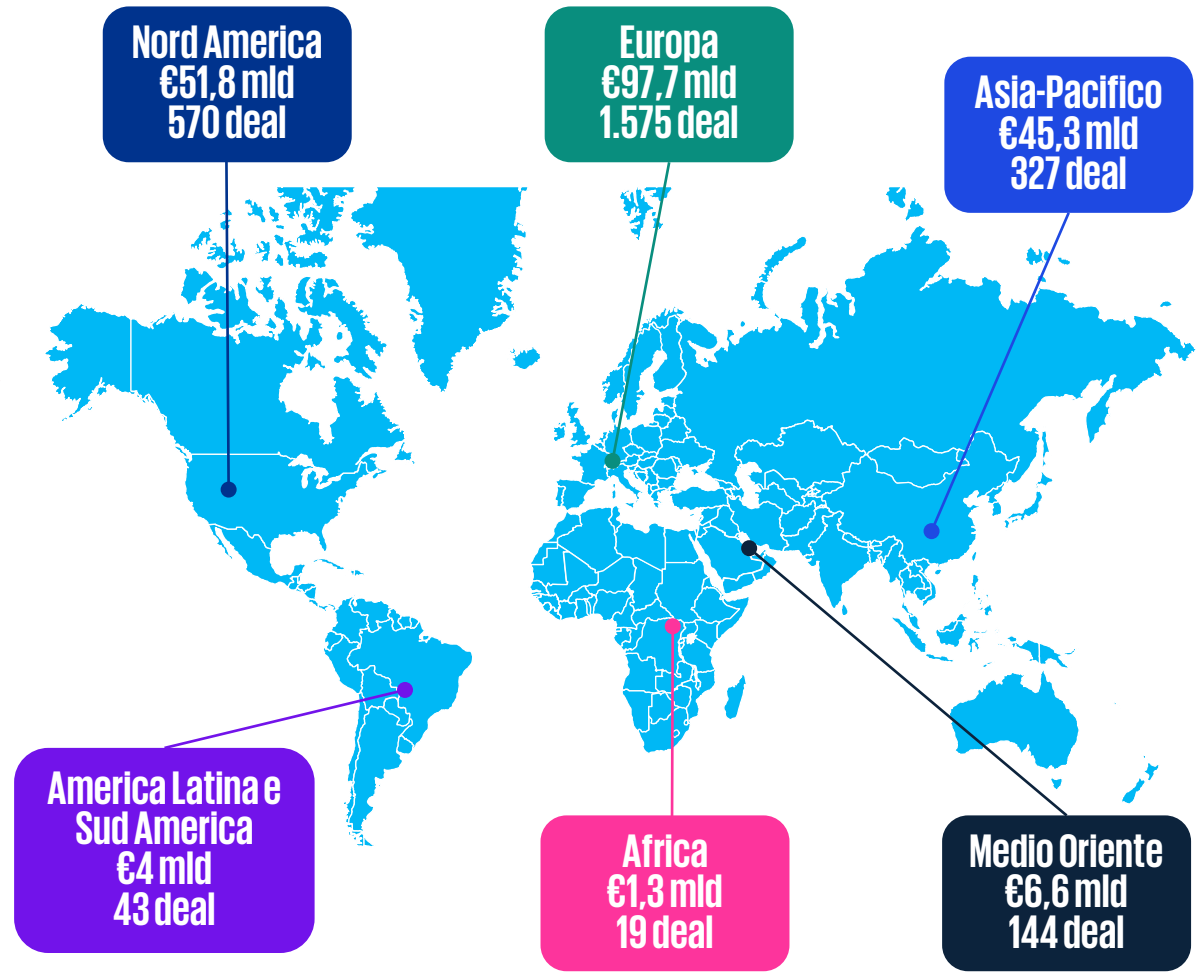 Nord America
€51,8 mld
570 deal
Europa
€97,7 mld
1.575 deal
Asia-Pacifico
€45,3 mld
327 deal
America Latina e
Sud America
€4 mld
43 deal
Africa
€1,3 mld
19 deal
Medio Oriente
€6,6 mld
144 deal